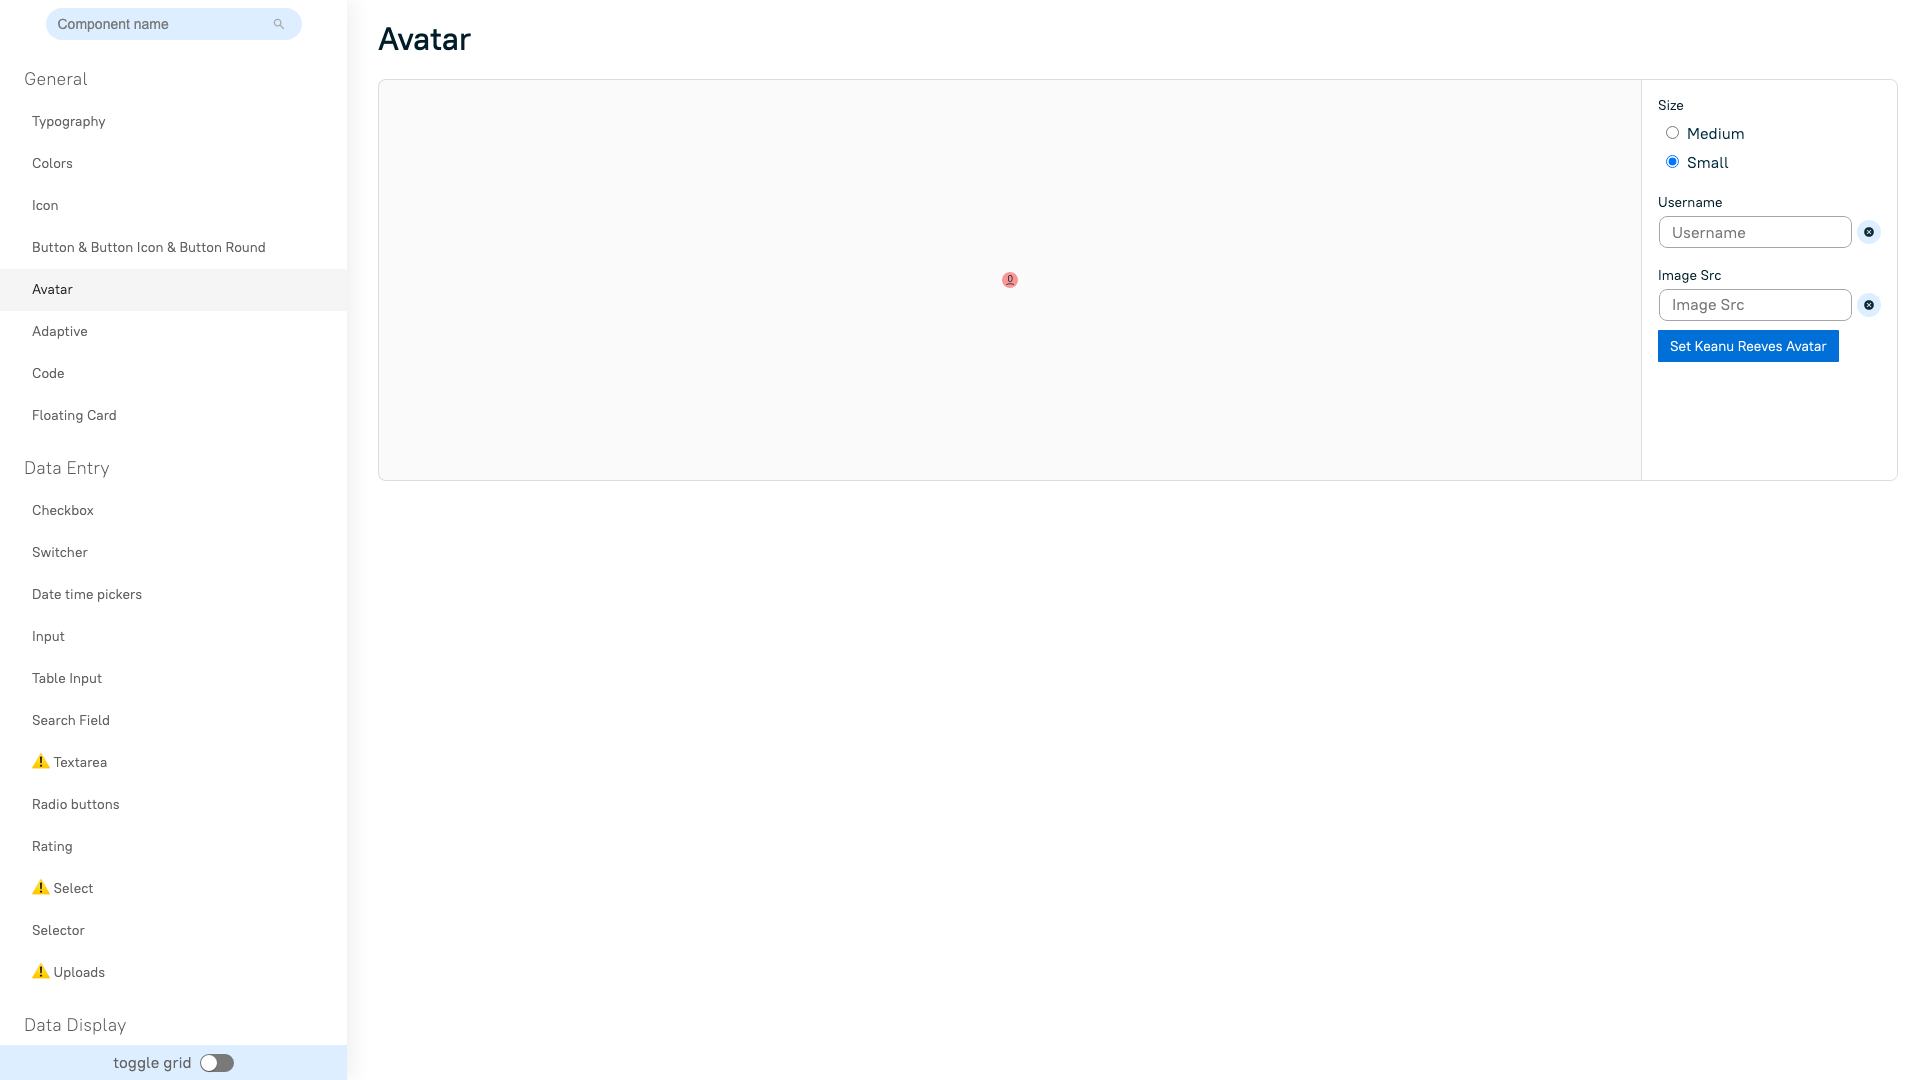 Component name
General
Typography
Colors
Icon
Button & Button Icon & Button Round
Avatar
Adaptive
Code
Floating Card
Data Entry
Checkbox
Switcher
Date time pickers
Input
Table Input
Search Field
Textarea
Radio buttons
Rating
Select
Selector
Uploads
Data Display
toggle grid
Avatar
Size
Medium
Small
Username
Username
Image Src
Image Src
Set Keanu Reeves Avatar